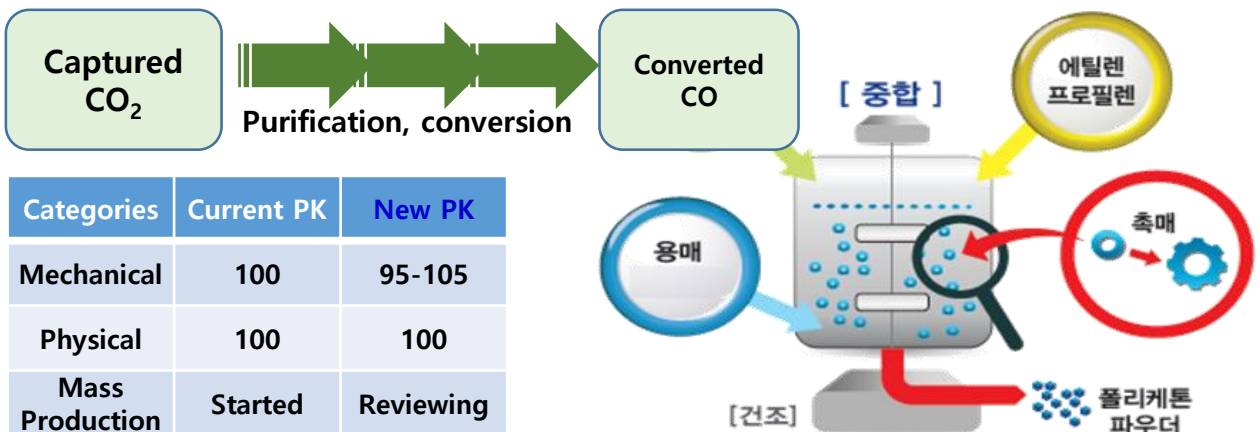 Captured
CO₂
Purification, conversion
Converted
CO
[ 중합 ]
에틸렌
프로필렌
용매
촉매
[건조]
폴리케톤
파우더
Categories Current PK New PK
Mechanical 100 95-105
Physical 100 100
Mass
Production Started Reviewing